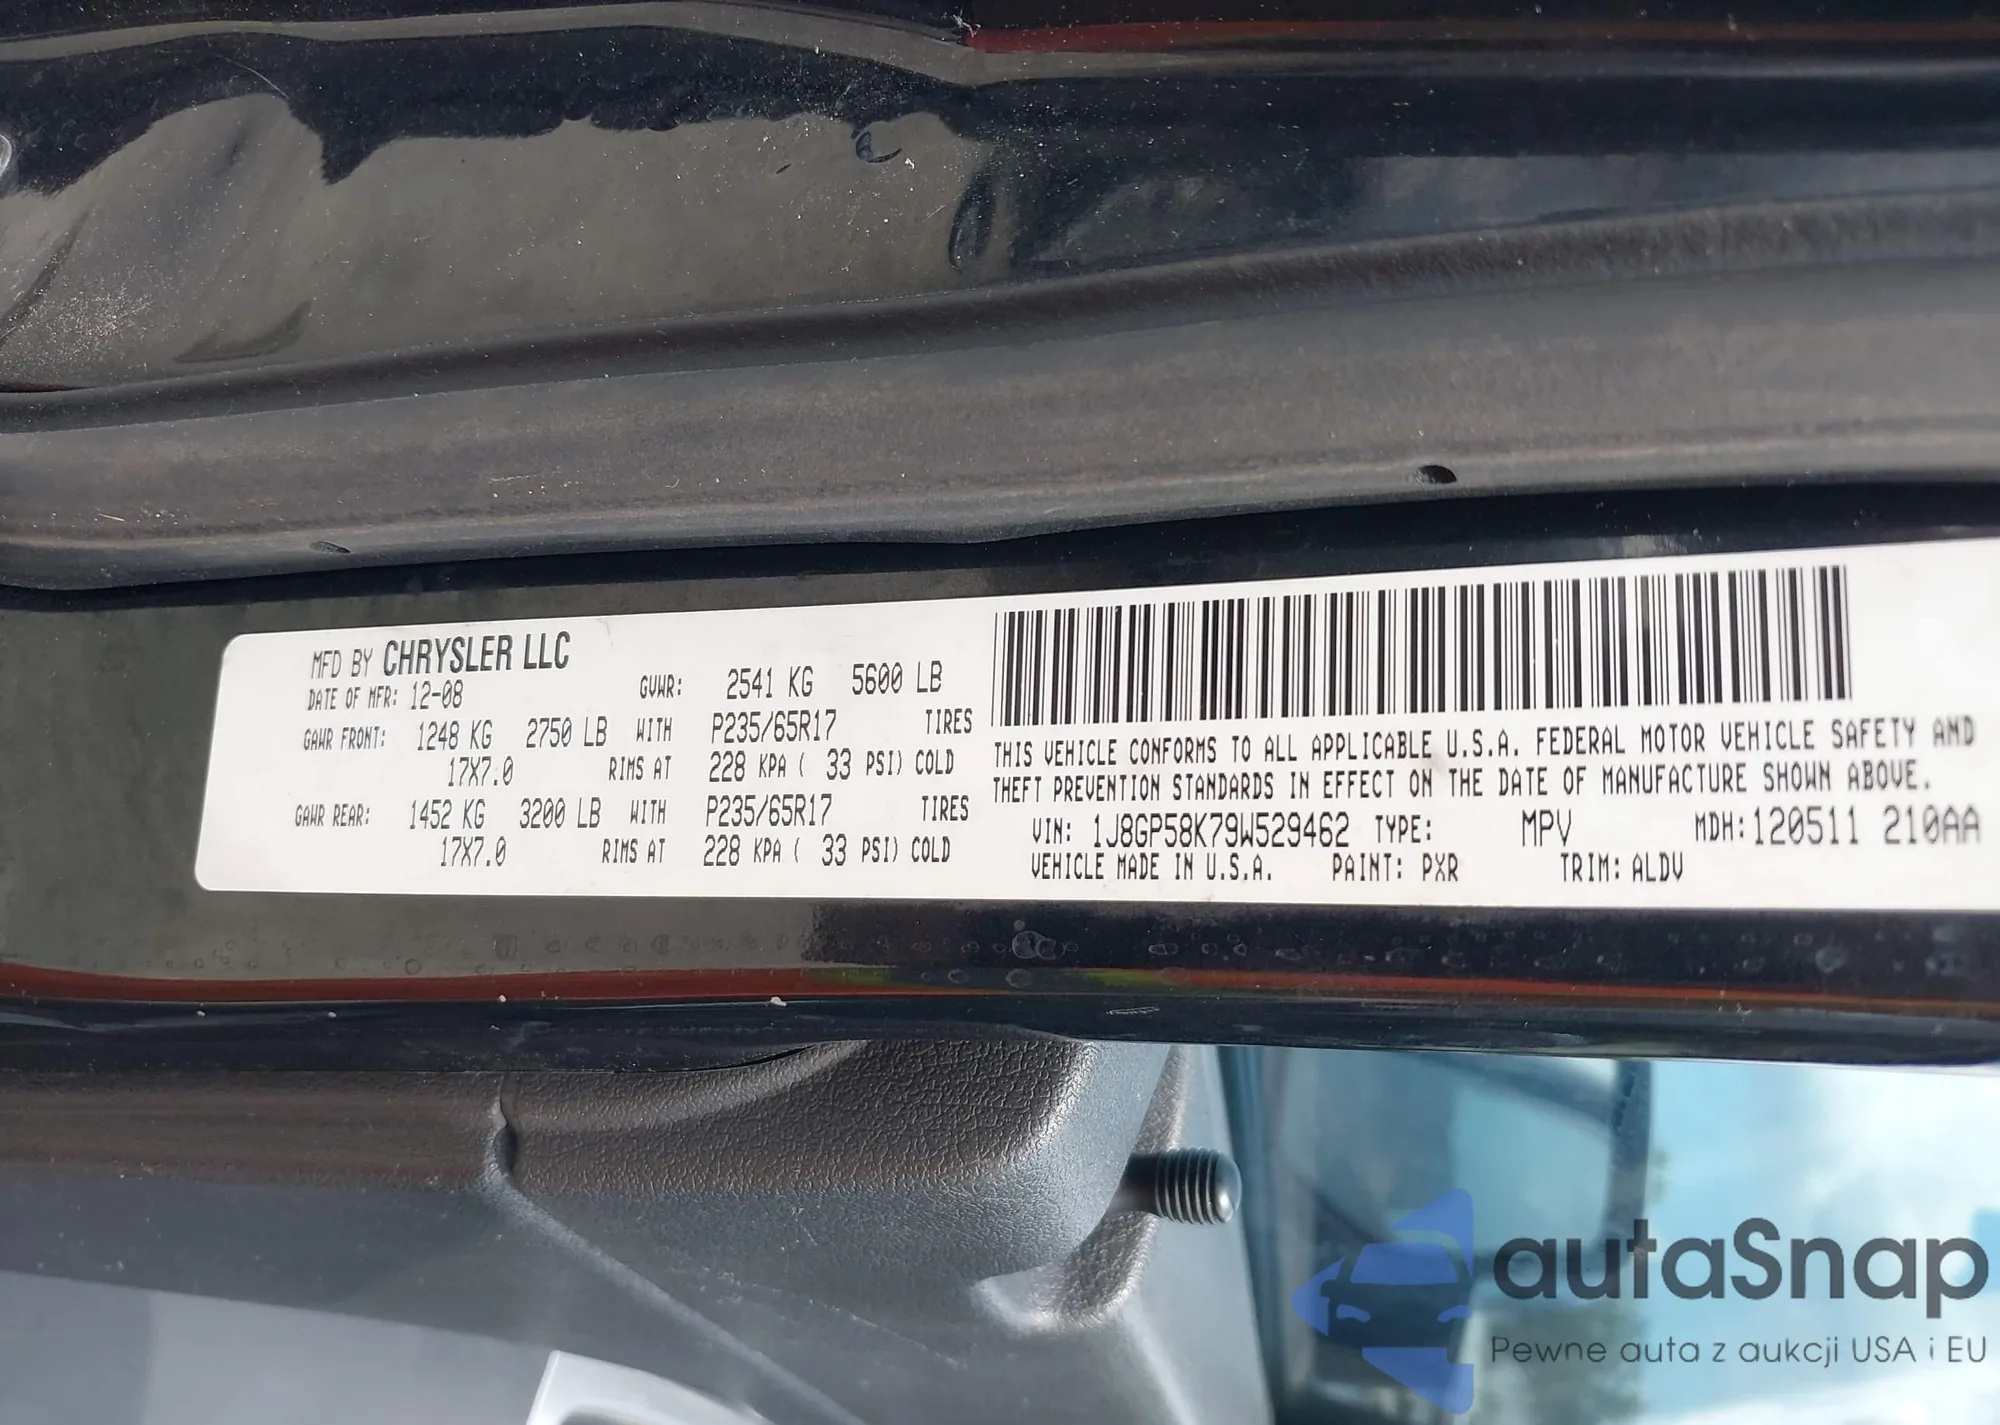 MFD BY CHRYSLER LLC
DATE OF MFR: 12-08 GVWR: 2541 KG 5600 LB
GAWR FRONT: 1248 KG 2750 LB WITH P235/65R17 TIRES
17X7.0 RIMS AT 228 KPA ( 33 PSI) COLD
GAWR REAR: 1452 KG 3200 LB WITH P235/65R17 TIRES
17X7.0 RIMS AT 228 KPA ( 33 PSI) COLD
THIS VEHICLE CONFORMS TO ALL APPLICABLE U.S.A. FEDERAL MOTOR VEHICLE SAFETY AND
THEFT PREVENTION STANDARDS IN EFFECT ON THE DATE OF MANUFACTURE SHOWN ABOVE.
VIN: 1J8GP58K79W529462 TYPE: MPV MDH: 120511 210AA
VEHICLE MADE IN U.S.A. PAINT: PXR TRIM: ALDV
autaSnap
Pewne auta z aukcji USA i EU